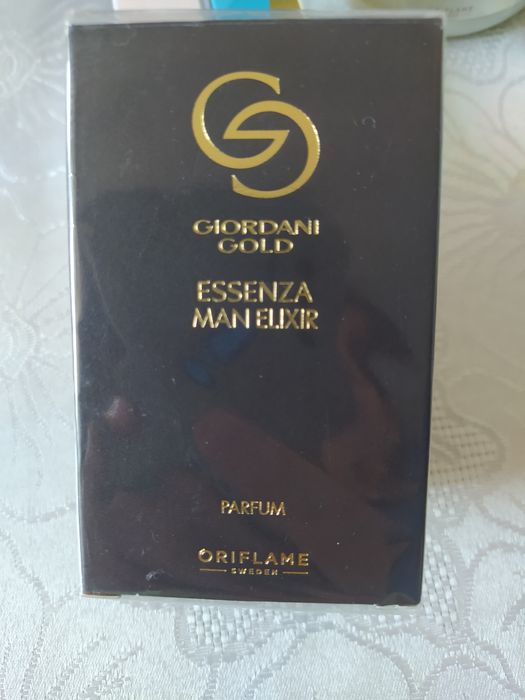 GIORDANI
GOLD
ESSENZA
MAN ELIXIR
PARFUM
ORIFLAME
SWEDEN